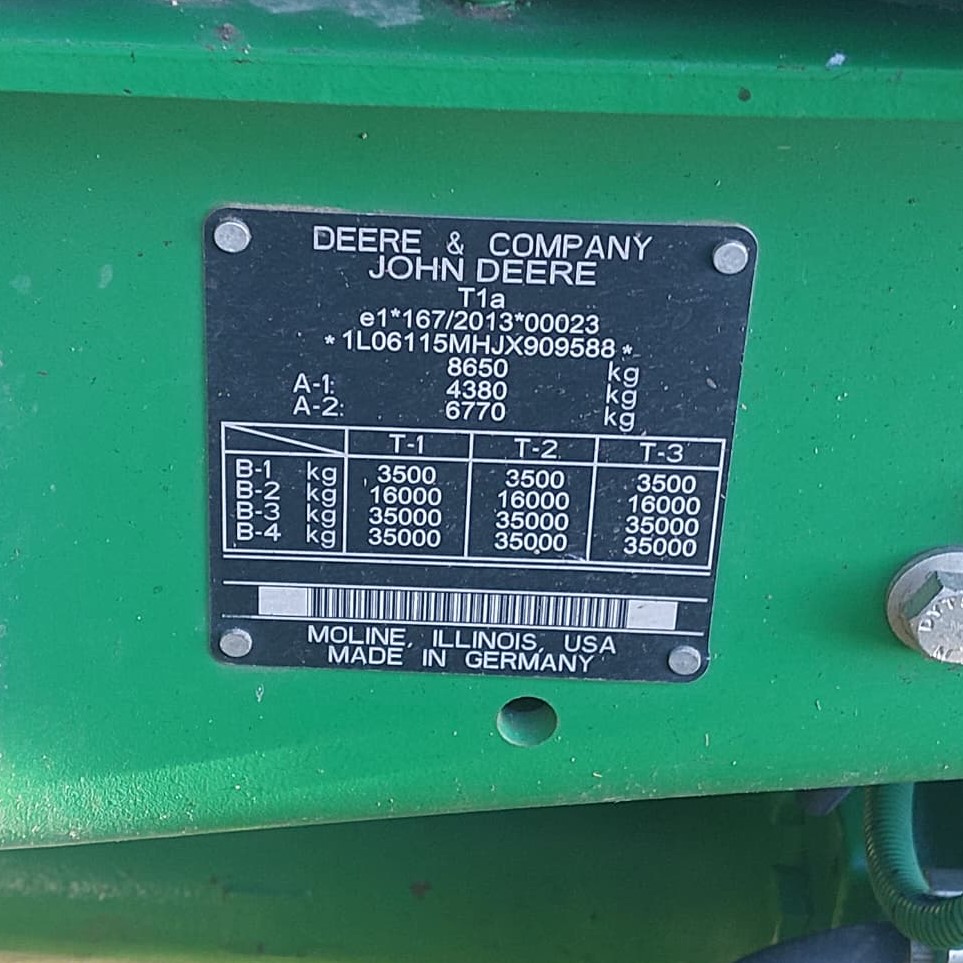 DEERE & COMPANY
JOHN DEERE
T1a
e1*167/2013*00023
*1L06115MHJX909588*
8650 kg
A-1: 4380 kg
A-2: 6770 kg
T-1 T-2 T-3
B-1 kg 3500 3500 3500
B-2 kg 16000 16000 16000
B-3 kg 35000 35000 35000
B-4 kg 35000 35000 35000
MOLINE, ILLINOIS, USA
MADE IN GERMANY